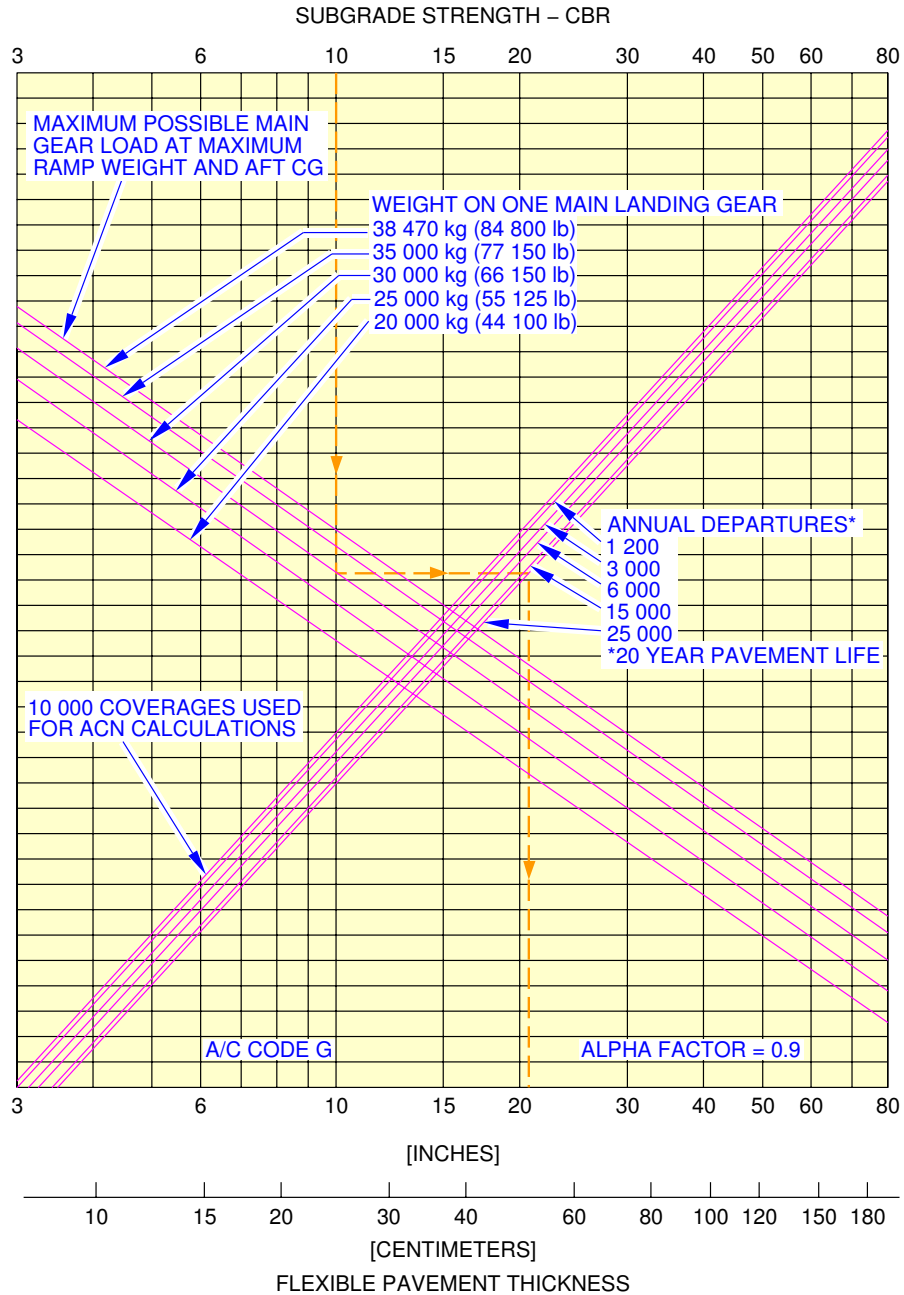 SUBGRADE STRENGTH – CBR
3 6 10 15 20 30 40 60 80
MAXIMUM POSSIBLE MAIN
GEAR LOAD AT MAXIMUM
RAMP WEIGHT AND AFT CG
WEIGHT ON ONE MAIN LANDING GEAR
38 470 kg (84 800 lb)
35 000 kg (77 150 lb)
30 000 kg (66 150 lb)
25 000 kg (55 125 lb)
20 000 kg (44 100 lb)
ANNUAL DEPARTURES*
1 200
3 000
6 000
15 000
25 000
*20 YEAR PAVEMENT LIFE
10 000 COVERAGES USED
FOR ACN CALCULATIONS
A/C CODE G
ALPHA FACTOR = 0.9
3 6 10 15 20 30 40 50 60 80
[INCHES]
10 15 20 30 40 60 80 100 120 150 180
[CENTIMETERS]
FLEXIBLE PAVEMENT THICKNESS